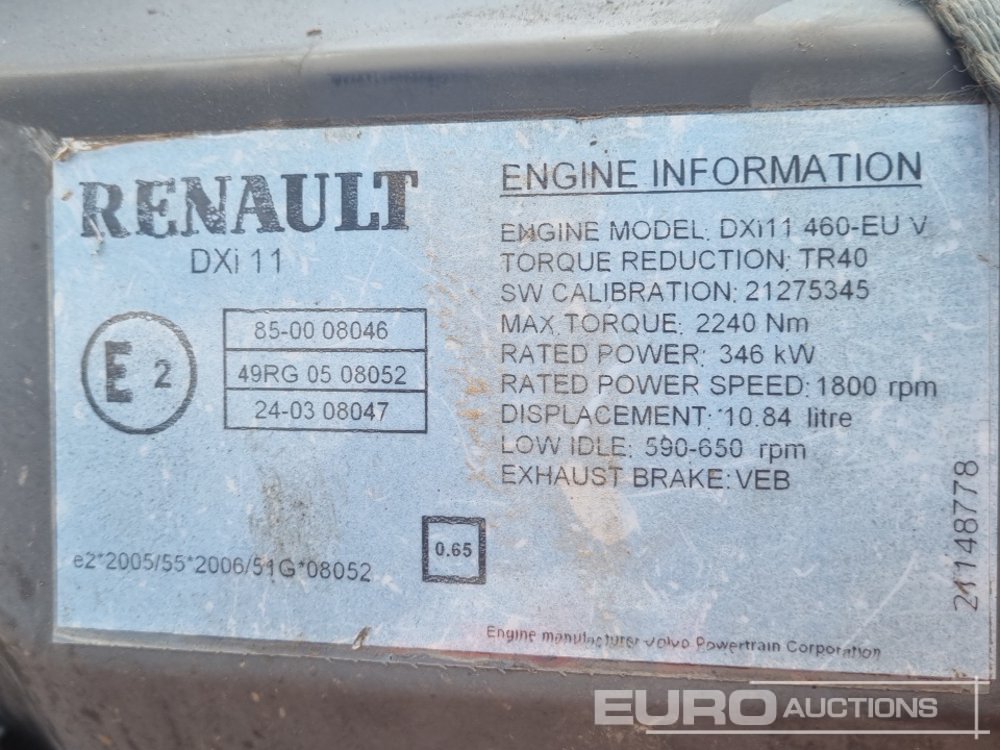 RENAULT
DXi 11
E 2
85-00 08046
49RG 05 08052
24-03 08047
e2*2005/55*2006/51G*08052
0.65
ENGINE INFORMATION
ENGINE MODEL: DXi11 460-EU V
TORQUE REDUCTION: TR40
SW CALIBRATION: 21275345
MAX. TORQUE: 2240 Nm
RATED POWER: 346 kW
RATED POWER SPEED: 1800 rpm
DISPLACEMENT: 10.84 litre
LOW IDLE: 590-650 rpm
EXHAUST BRAKE: VEB
21148778
Engine manufacturer Volvo Powertrain Corporation
EURO AUCTIONS